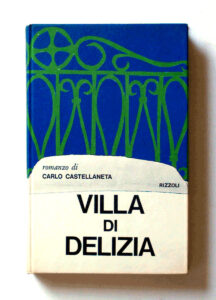 romanzo di
CARLO CASTELLANETA
RIZZOLI
VILLA
DI
DELIZIA